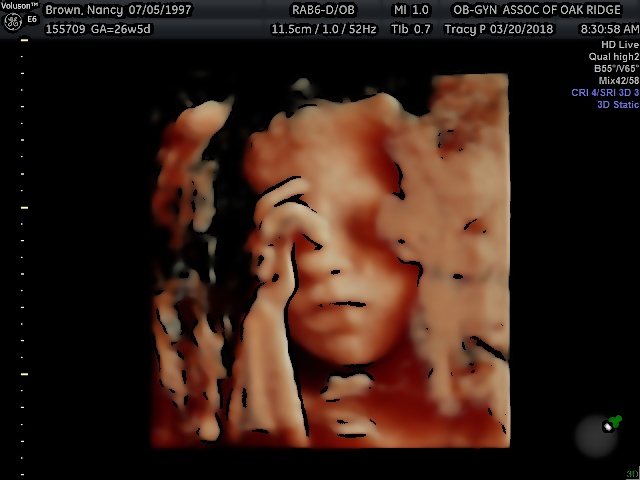 Voluson™
GE E6
Brown, Nancy 07/05/1997 RAB6-D/OB MI 1.0 OB-GYN ASSOC OF OAK RIDGE
155709 GA=26w5d 11.5cm / 1.0 / 52Hz TIb 0.7 Tracy P 03/20/2018 8:30:58 AM
HD Live
Qual high2
B55°/V65°
Mix42/58
CRI 4/SRI 3D 3
3D Static
3D